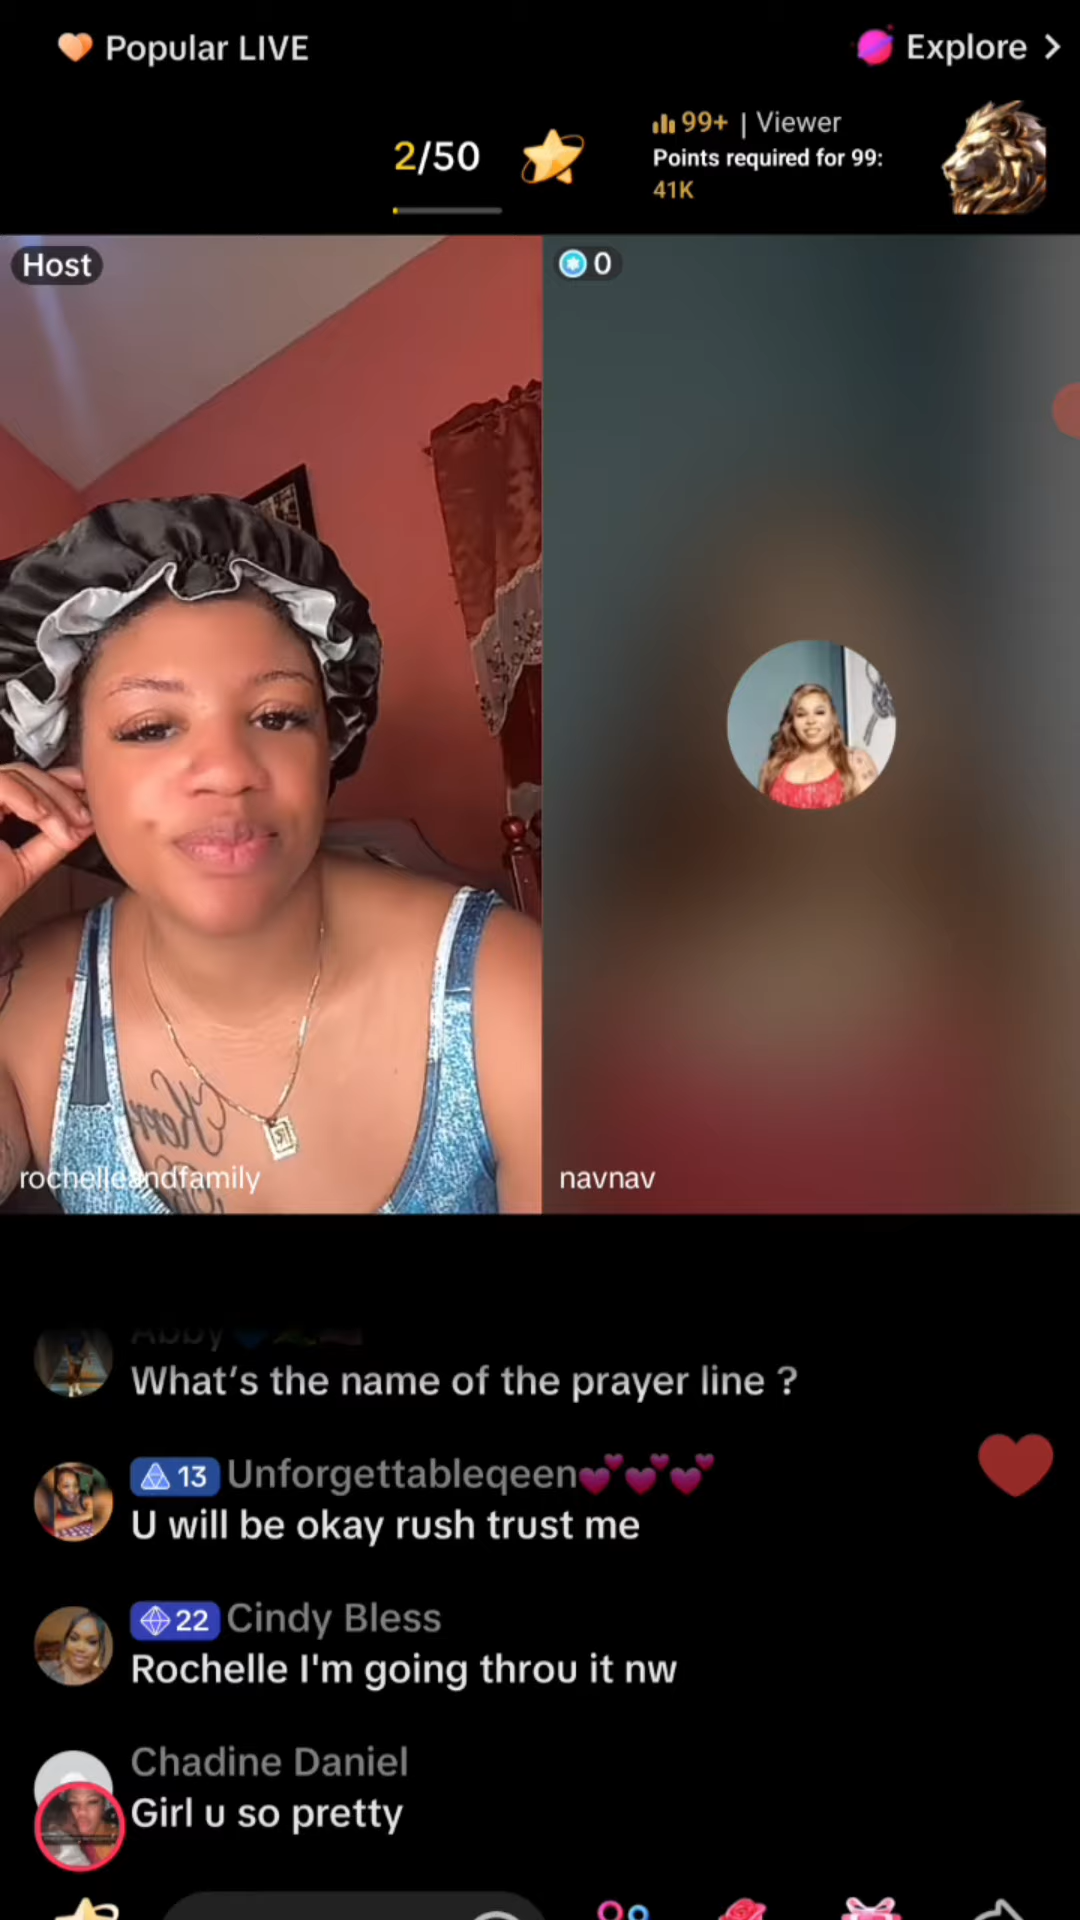 Popular LIVE
Explore
2/50
99+ | Viewer
Points required for 99:
41K
Host
0
rochelleandfamily
navnav
Abby
What's the name of the prayer line ?
13 Unforgettableqeen💕💕💕
U will be okay rush trust me
22 Cindy Bless
Rochelle I'm going throu it nw
Chadine Daniel
Girl u so pretty